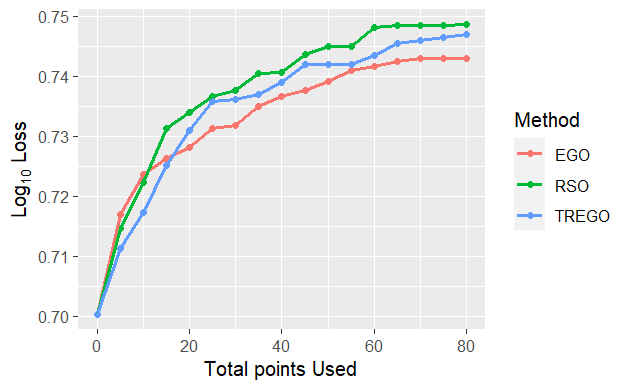 0.75
0.74
0.73
0.72
0.71
0.70
Log₁₀ Loss
0 20 40 60 80
Total points Used
Method
EGO
RSO
TREGO